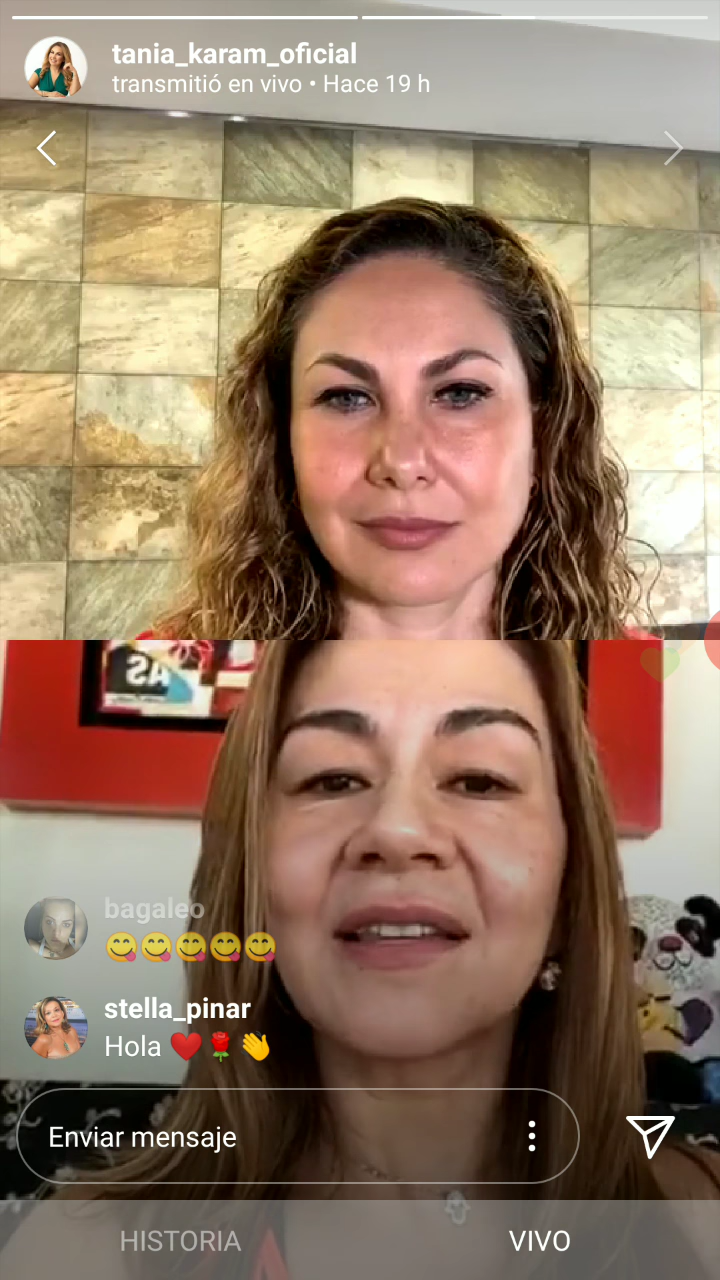 tania_karam_oficial
transmitió en vivo • Hace 19 h
bagaleo
😋😋😋😋😋
stella_pinar
Hola ❤️🌹👋
Enviar mensaje
HISTORIA
VIVO